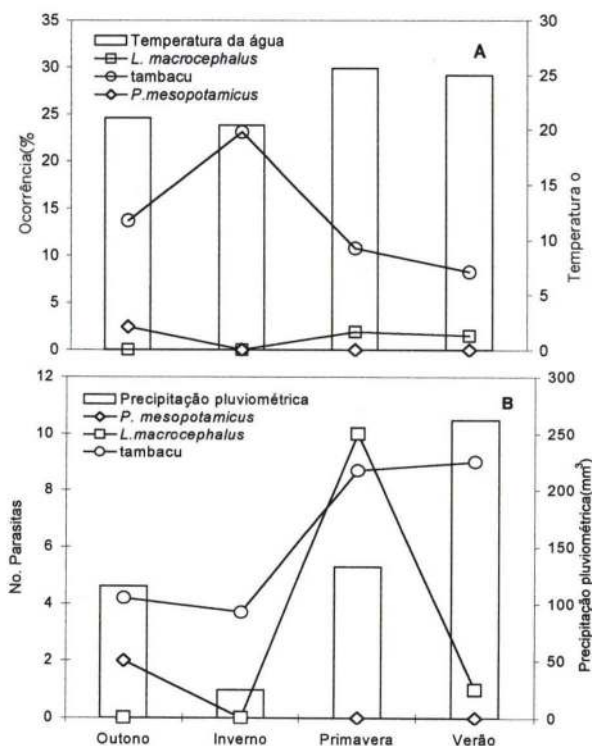 35
30
25
20
15
10
5
0
Ocorrência(%
Temperatura da água
L. macrocephalus
tambacu
P.mesopotamicus
A
30
25
20
15
10
5
0
Temperatura o
12
10
8
6
4
2
0
No. Parasitas
Precipitação pluviométrica
P. mesopotamicus
L.macrocephalus
tambacu
B
300
250
200
150
100
50
0
Precipitação pluviométrica(mm³)
Outono
Inverno
Primavera
Verão